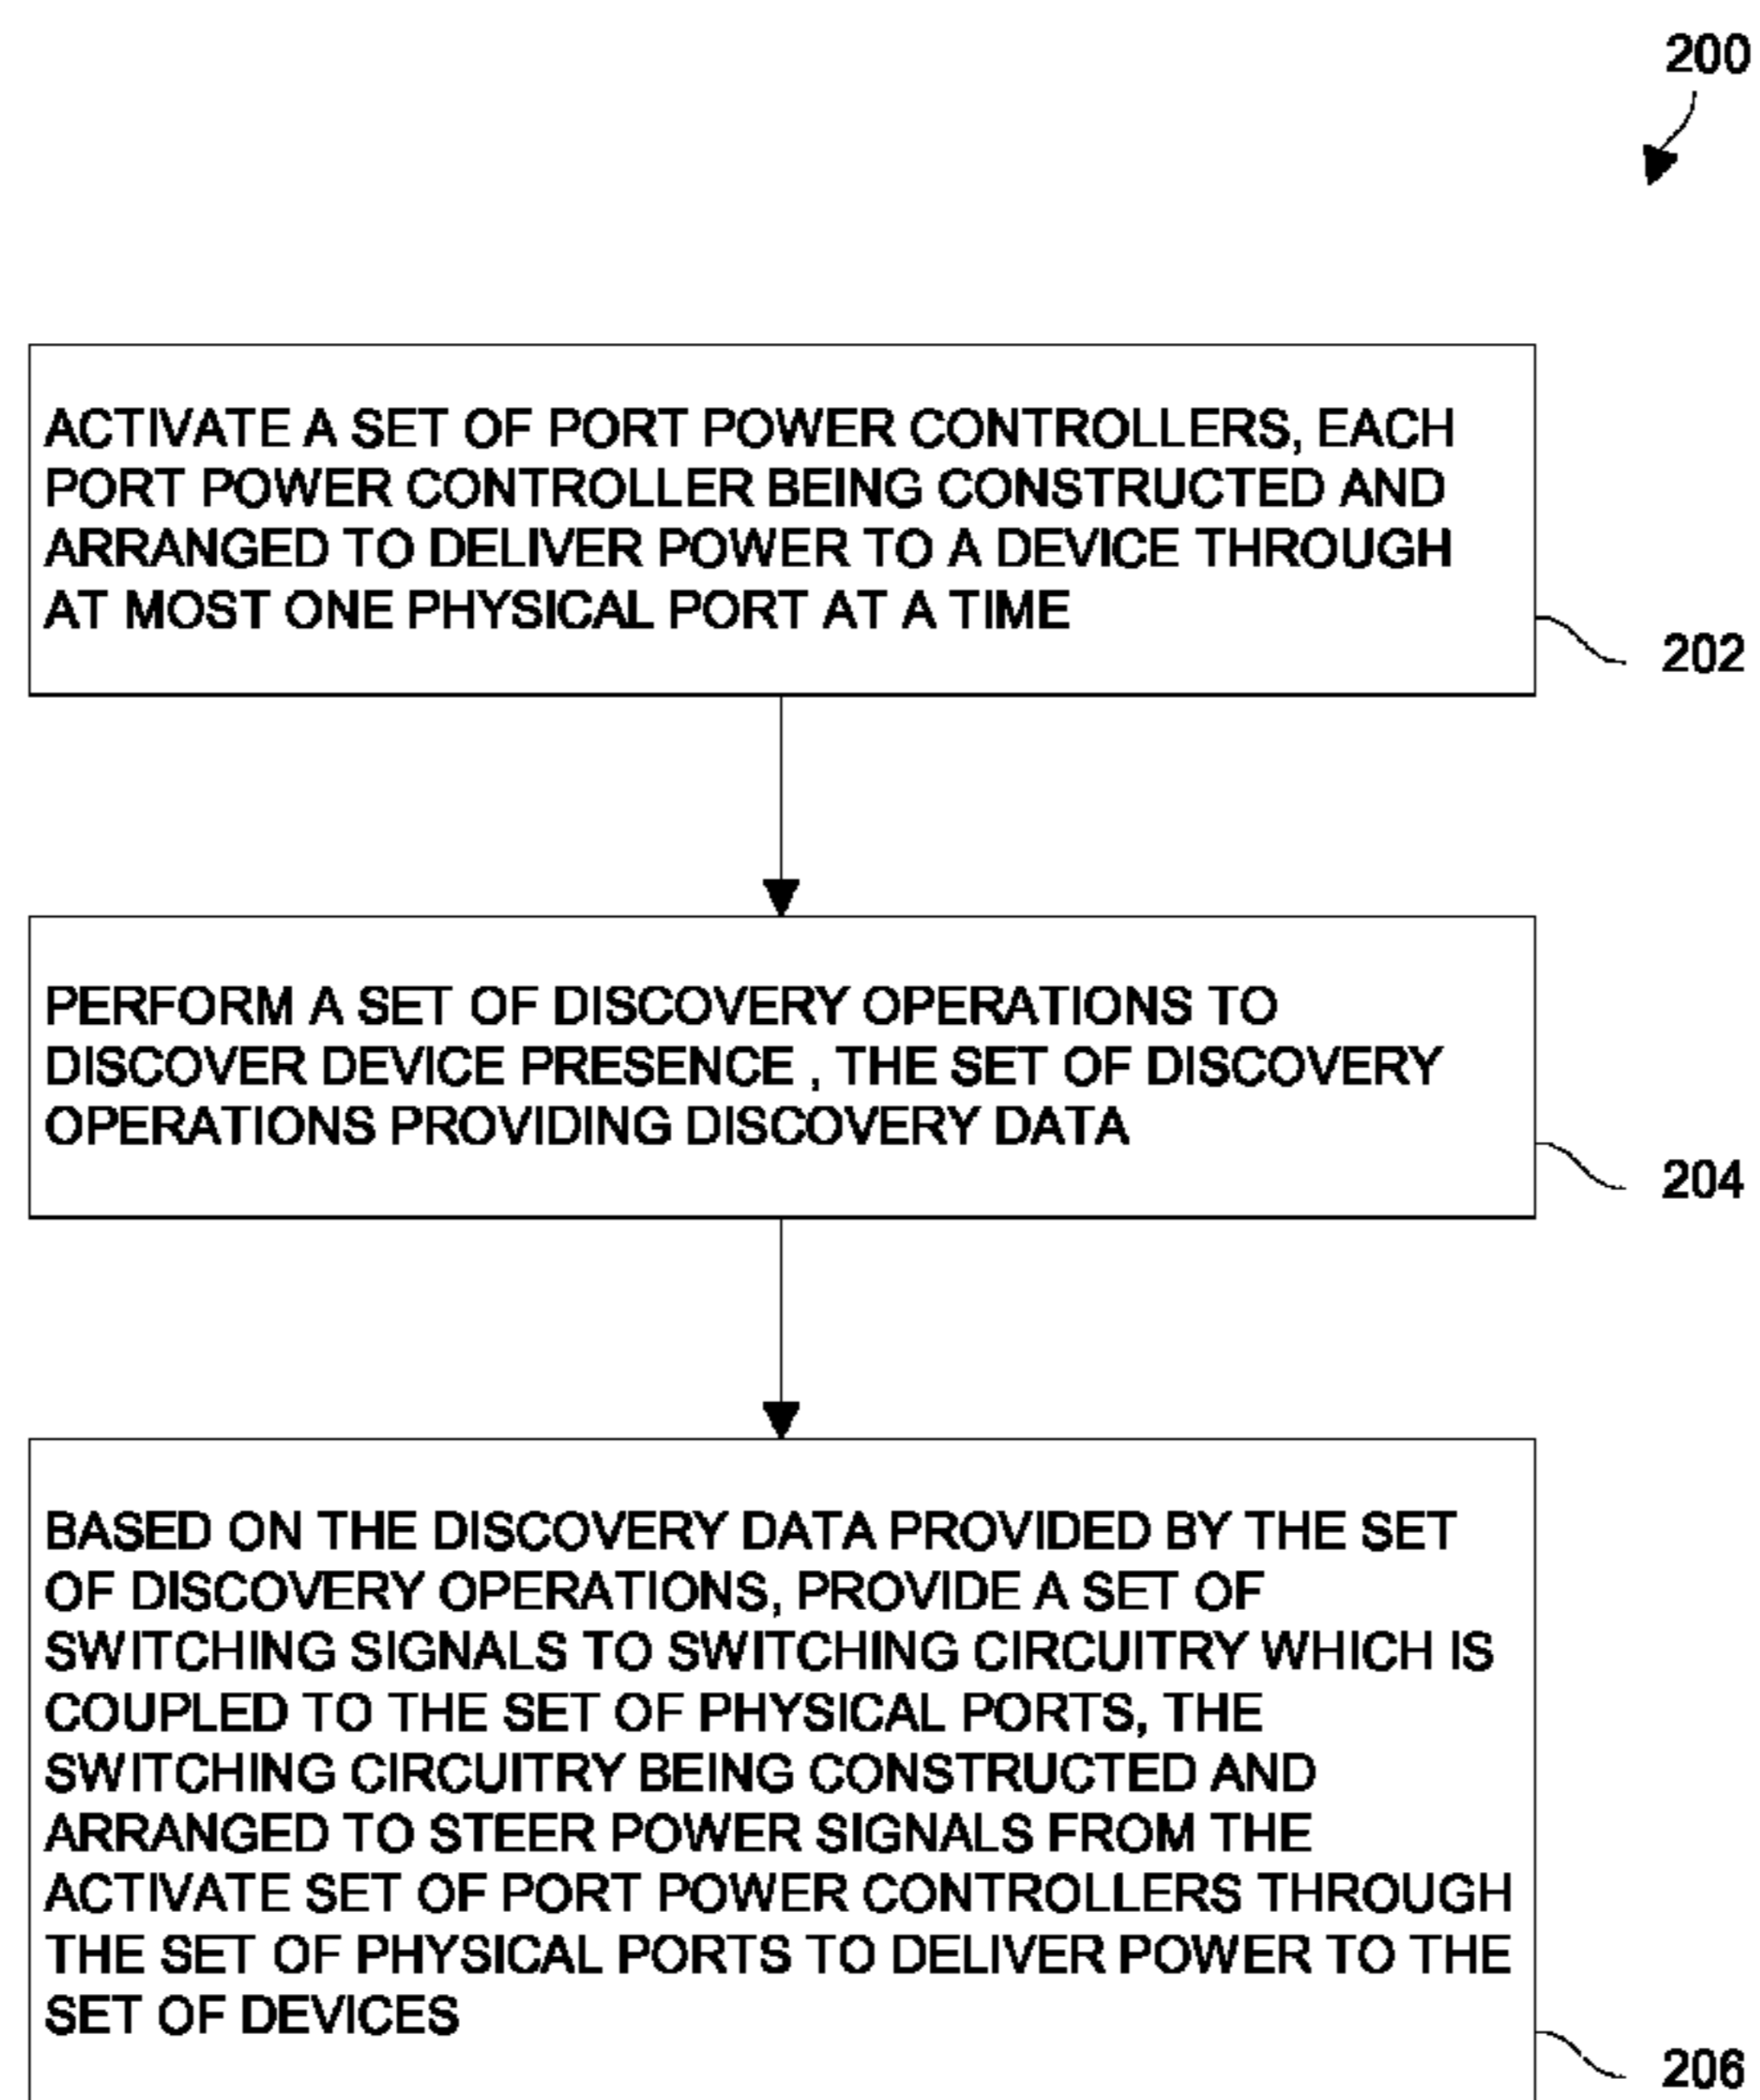 200
ACTIVATE A SET OF PORT POWER CONTROLLERS, EACH
PORT POWER CONTROLLER BEING CONSTRUCTED AND
ARRANGED TO DELIVER POWER TO A DEVICE THROUGH
AT MOST ONE PHYSICAL PORT AT A TIME
202
PERFORM A SET OF DISCOVERY OPERATIONS TO
DISCOVER DEVICE PRESENCE , THE SET OF DISCOVERY
OPERATIONS PROVIDING DISCOVERY DATA
204
BASED ON THE DISCOVERY DATA PROVIDED BY THE SET
OF DISCOVERY OPERATIONS, PROVIDE A SET OF
SWITCHING SIGNALS TO SWITCHING CIRCUITRY WHICH IS
COUPLED TO THE SET OF PHYSICAL PORTS, THE
SWITCHING CIRCUITRY BEING CONSTRUCTED AND
ARRANGED TO STEER POWER SIGNALS FROM THE
ACTIVATE SET OF PORT POWER CONTROLLERS THROUGH
THE SET OF PHYSICAL PORTS TO DELIVER POWER TO THE
SET OF DEVICES
206